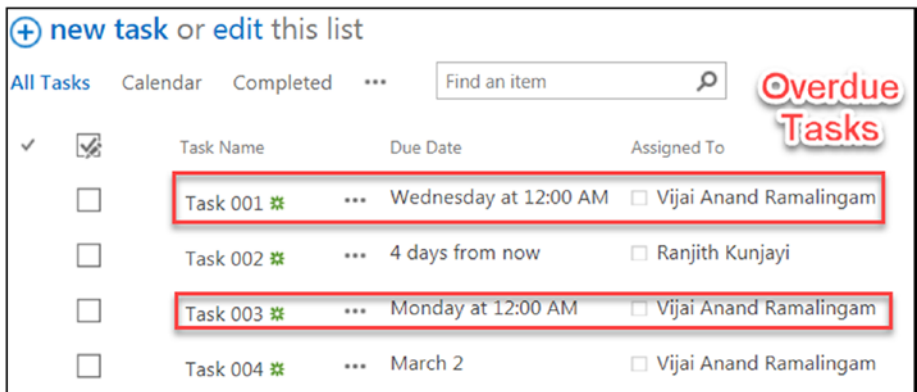 new task or edit this list
All Tasks Calendar Completed ••• Find an item
Overdue
Tasks
Task Name Due Date Assigned To
Task 001 ••• Wednesday at 12:00 AM Vijai Anand Ramalingam
Task 002 ••• 4 days from now Ranjith Kunjayi
Task 003 ••• Monday at 12:00 AM Vijai Anand Ramalingam
Task 004 ••• March 2 Vijai Anand Ramalingam